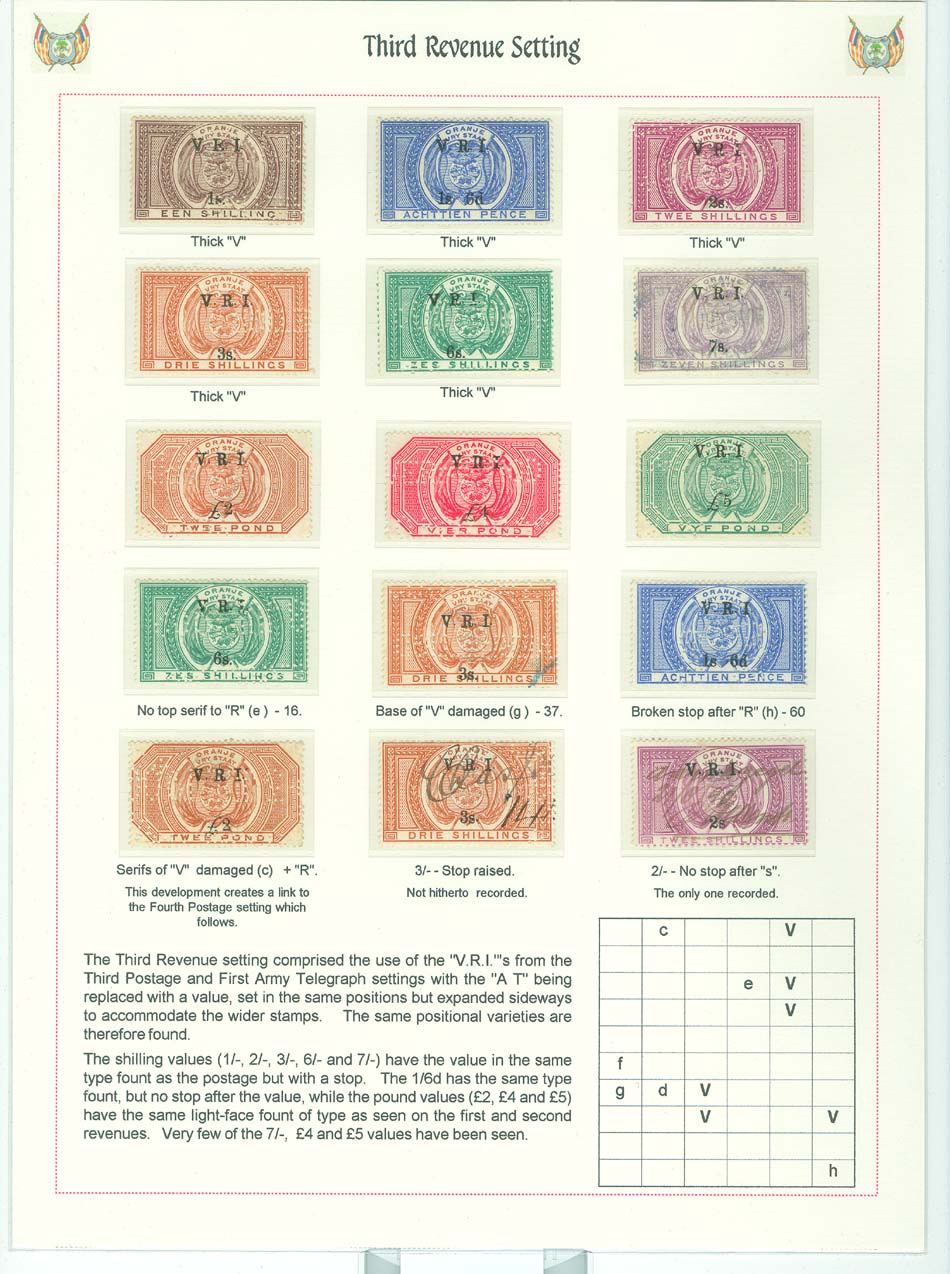 Third Revenue Setting
ORANJE
VRY STAAT
V.R.I.
1s.
EEN SHILLING
ORANJE
VRY STAAT
V.R.I.
1s 6d
ACHTTIEN PENCE
ORANJE
VRY STAAT
V R I
2s.
TWEE SHILLINGS
Thick "V"
Thick "V"
Thick "V"
ORANJE
VRY STAAT
V.R.I.
3s.
DRIE SHILLINGS
ORANJE
VRY STAAT
V.R.I.
6s.
ZES SHILLINGS
ORANJE
VRY STAAT
V.R.I.
7s.
ZEVEN SHILLINGS
Thick "V"
Thick "V"
ORANJE
VRY STAAT
V R I
£2
TWEE POND
ORANJE
VRY STAAT
V R I
£4
VIER POND
ORANJE
VRY STAAT
V.R.I
£5
VYF POND
ORANJE
VRY STAAT
V.R.I
6s.
ZES SHILLINGS
ORANJE
VRY STAAT
V.R.I
3s.
DRIE SHILLINGS
ORANJE
VRY STAAT
V.R.I
1s 6d
ACHTTIEN PENCE
No top serif to "R" (e ) - 16.
Base of "V" damaged (g ) - 37.
Broken stop after "R" (h) - 60
ORANJE
VRY STAAT
V.R.I
£2
TWEE POND
ORANJE
VRY STAAT
V.R.I
3s.
DRIE SHILLINGS
ORANJE
VRY STAAT
V.R.I.
2s
TWEE SHILLINGS
Serifs of "V" damaged (c) + "R".
3/-- Stop raised.
2/-- No stop after "s".
This development creates a link to
the Fourth Postage setting which
follows.
Not hitherto recorded.
The only one recorded.
The Third Revenue setting comprised the use of the "V.R.I."'s from the
Third Postage and First Army Telegraph settings with the "A T" being
replaced with a value, set in the same positions but expanded sideways
to accommodate the wider stamps. The same positional varieties are
therefore found.
The shilling values (1/-, 2/-, 3/-, 6/- and 7/-) have the value in the same
type fount as the postage but with a stop. The 1/6d has the same type
fount, but no stop after the value, while the pound values (£2, £4 and £5)
have the same light-face fount of type as seen on the first and second
revenues. Very few of the 7/-, £4 and £5 values have been seen.
c V
e V
V
f
g d V
V V
h